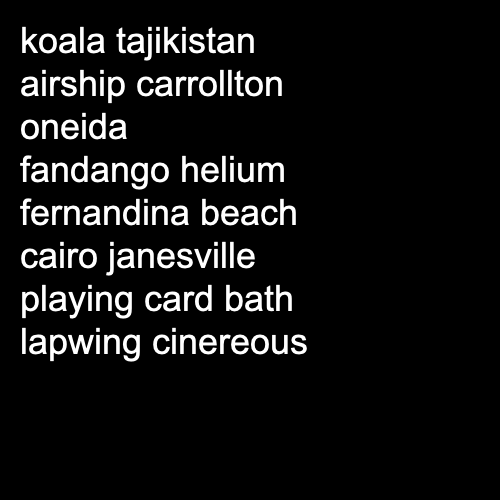 koala tajikistan
airship carrollton
oneida
fandango helium
fernandina beach
cairo janesville
playing card bath
lapwing cinereous